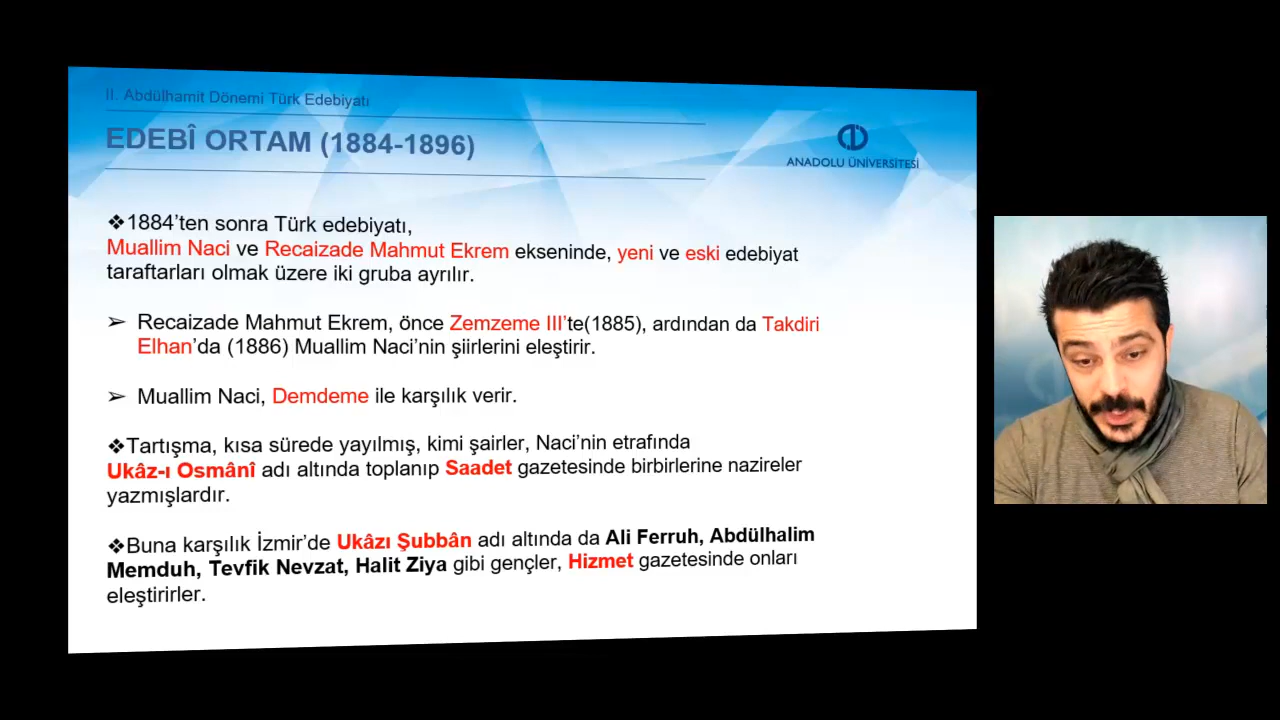 II. Abdülhamit Dönemi Türk Edebiyatı
EDEBÎ ORTAM (1884-1896)
ANADOLU ÜNİVERSİTESİ
❖1884’ten sonra Türk edebiyatı,
Muallim Naci ve Recaizade Mahmut Ekrem ekseninde, yeni ve eski edebiyat
taraftarları olmak üzere iki gruba ayrılır.
➢ Recaizade Mahmut Ekrem, önce Zemzeme III’te(1885), ardından da Takdiri
Elhan’da (1886) Muallim Naci’nin şiirlerini eleştirir.
➢ Muallim Naci, Demdeme ile karşılık verir.
❖Tartışma, kısa sürede yayılmış, kimi şairler, Naci’nin etrafında
Ukâz-ı Osmânî adı altında toplanıp Saadet gazetesinde birbirlerine nazireler
yazmışlardır.
❖Buna karşılık İzmir’de Ukâzı Şubbân adı altında da Ali Ferruh, Abdülhalim
Memduh, Tevfik Nevzat, Halit Ziya gibi gençler, Hizmet gazetesinde onları
eleştirirler.